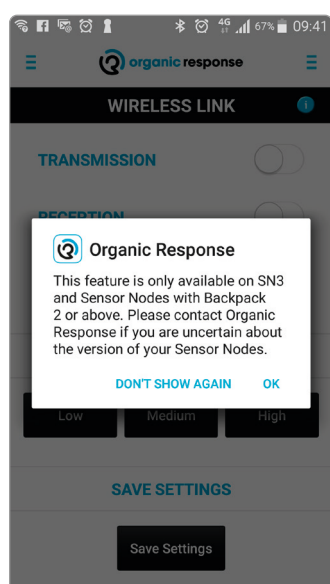 4G 67% 09:41
organic response
WIRELESS LINK
TRANSMISSION
RECEPTION
Organic Response
This feature is only available on SN3
and Sensor Nodes with Backpack
2 or above. Please contact Organic
Response if you are uncertain about
the version of your Sensor Nodes.
DON'T SHOW AGAIN OK
Low Medium High
SAVE SETTINGS
Save Settings